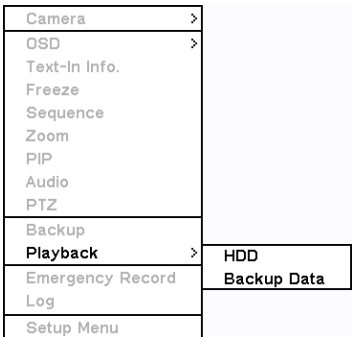 Camera >
OSD >
Text-In Info.
Freeze
Sequence
Zoom
PIP
Audio
PTZ
Backup
Playback >
HDD
Backup Data
Emergency Record
Log
Setup Menu